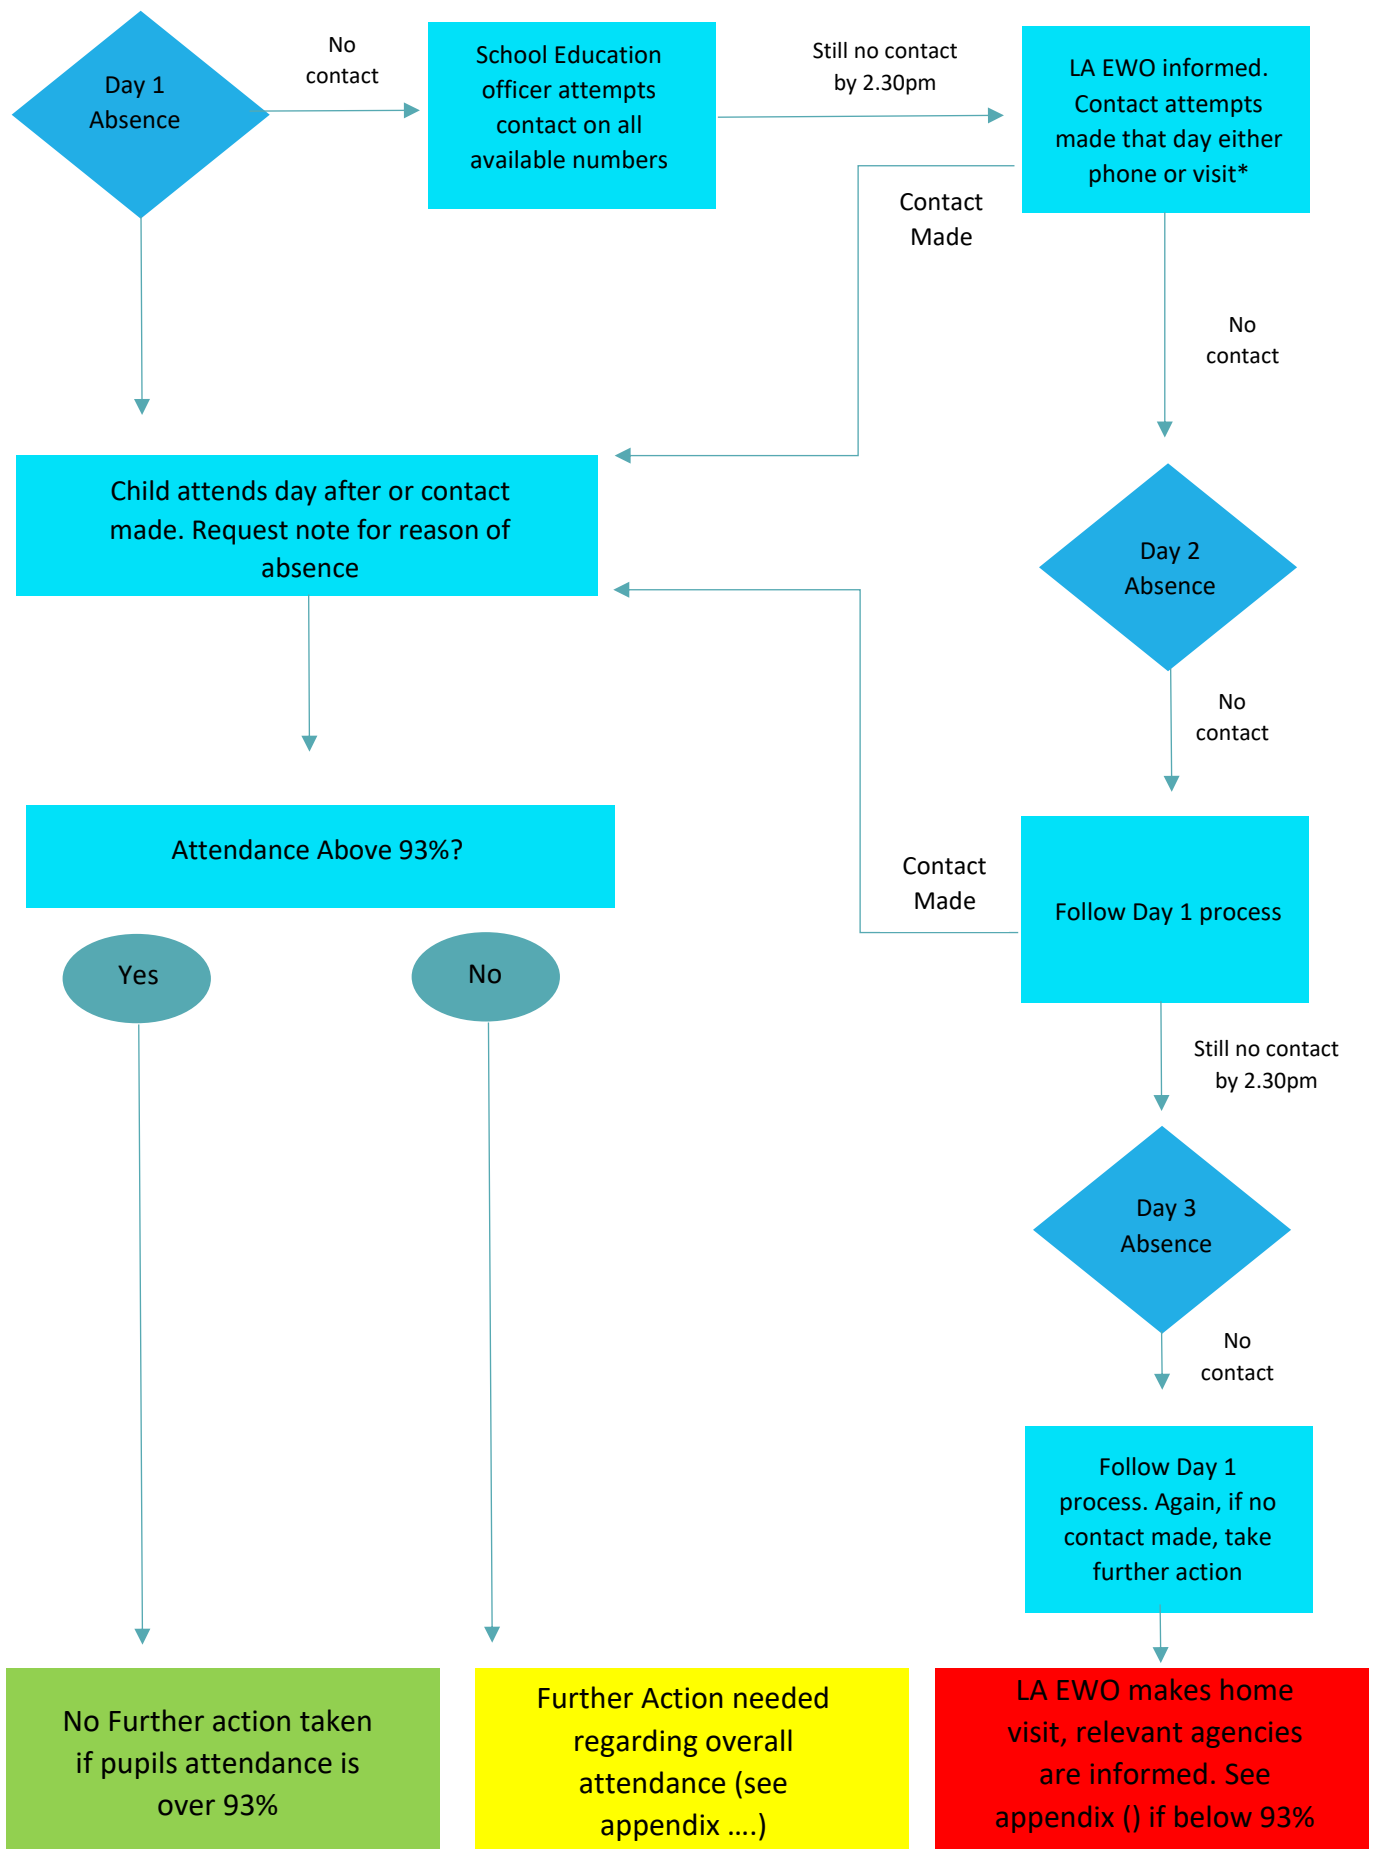 Day 1
Absence
No
contact
School Education
officer attempts
contact on all
available numbers
Still no contact
by 2.30pm
LA EWO informed.
Contact attempts
made that day either
phone or visit*
Contact
Made
No
contact
Child attends day after or contact
made. Request note for reason of
absence
Day 2
Absence
No
contact
Attendance Above 93%?
Contact
Made
Follow Day 1 process
Yes
No
Still no contact
by 2.30pm
Day 3
Absence
No
contact
Follow Day 1
process. Again, if no
contact made, take
further action
No Further action taken
if pupils attendance is
over 93%
Further Action needed
regarding overall
attendance (see
appendix ....)
LA EWO makes home
visit, relevant agencies
are informed. See
appendix () if below 93%